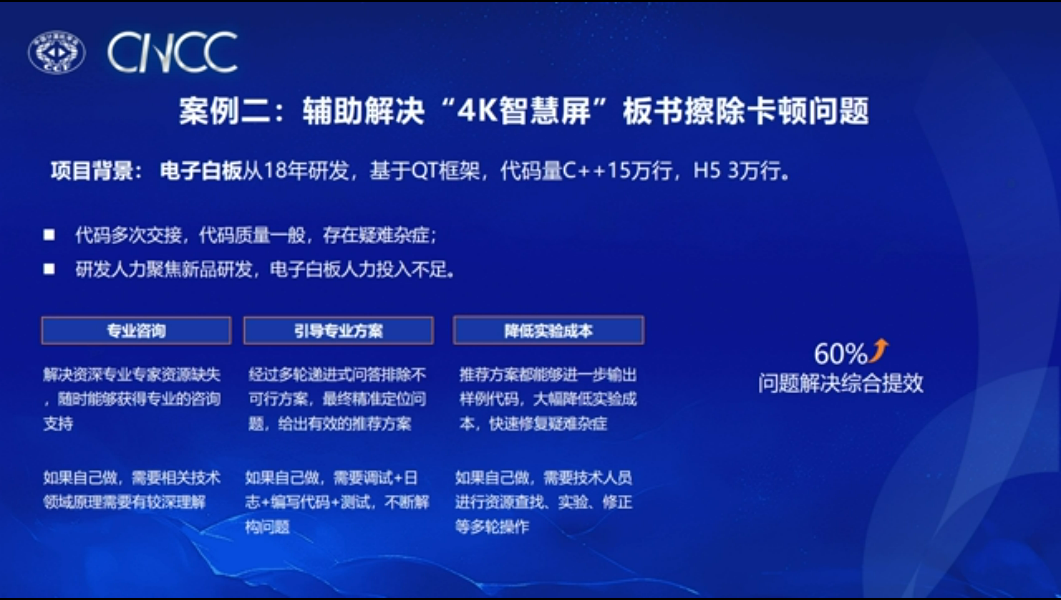 中国计算机学会
CCF
CNCC
案例二：辅助解决“4K智慧屏”板书擦除卡顿问题
项目背景： 电子白板从18年研发，基于QT框架，代码量C++15万行，H5 3万行。
■ 代码多次交接，代码质量一般，存在疑难杂症；
■ 研发人力聚焦新品研发，电子白板人力投入不足。
专业咨询
解决资深专业专家资源缺失
，随时能够获得专业的咨询
支持
如果自己做，需要相关技术
领域原理需要有较深理解
引导专业方案
经过多轮递进式问答排除不
可行方案，最终精准定位问
题，给出有效的推荐方案
如果自己做，需要调试+日
志+编写代码+测试，不断解
构问题
降低实验成本
推荐方案都能够进一步输出
样例代码，大幅降低实验成
本，快速修复疑难杂症
如果自己做，需要技术人员
进行资源查找、实验、修正
等多轮操作
60%
问题解决综合提效